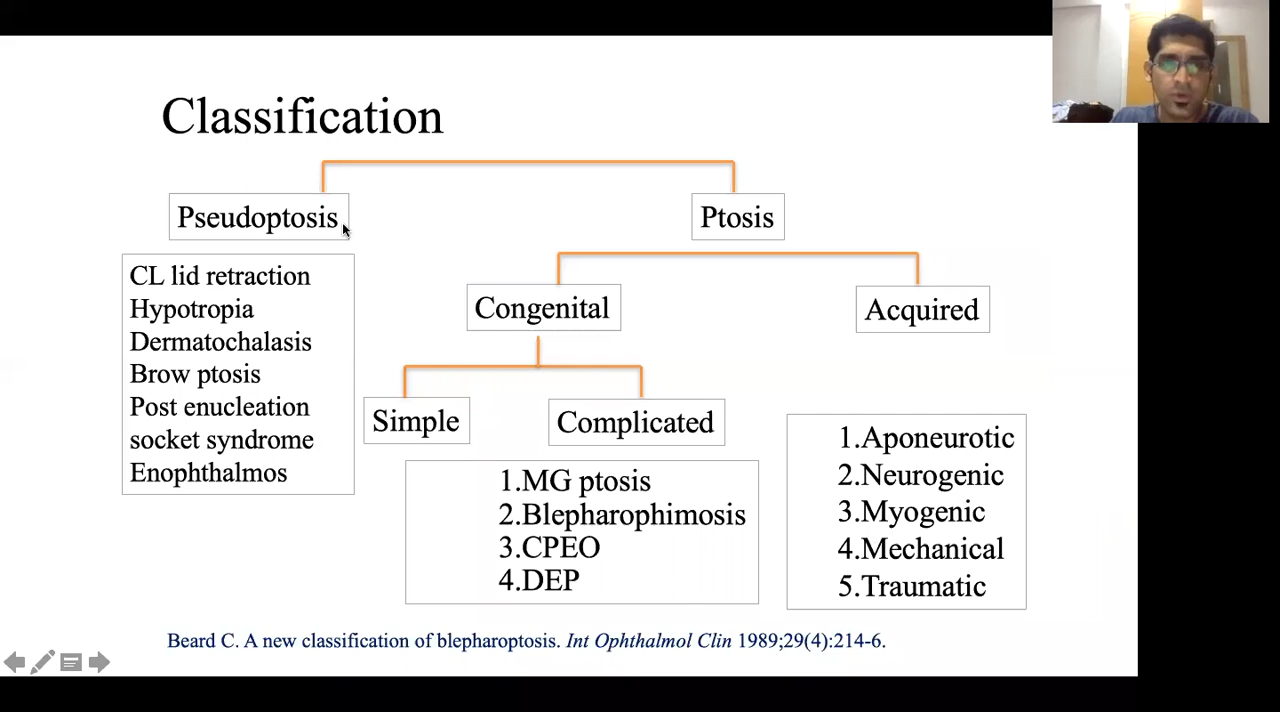 Classification
Pseudoptosis
Ptosis
CL lid retraction
Hypotropia
Dermatochalasis
Brow ptosis
Post enucleation
socket syndrome
Enophthalmos
Congenital
Acquired
Simple
Complicated
1.MG ptosis
2.Blepharophimosis
3.CPEO
4.DEP
1.Aponeurotic
2.Neurogenic
3.Myogenic
4.Mechanical
5.Traumatic
Beard C. A new classification of blepharoptosis. Int Ophthalmol Clin 1989;29(4):214-6.